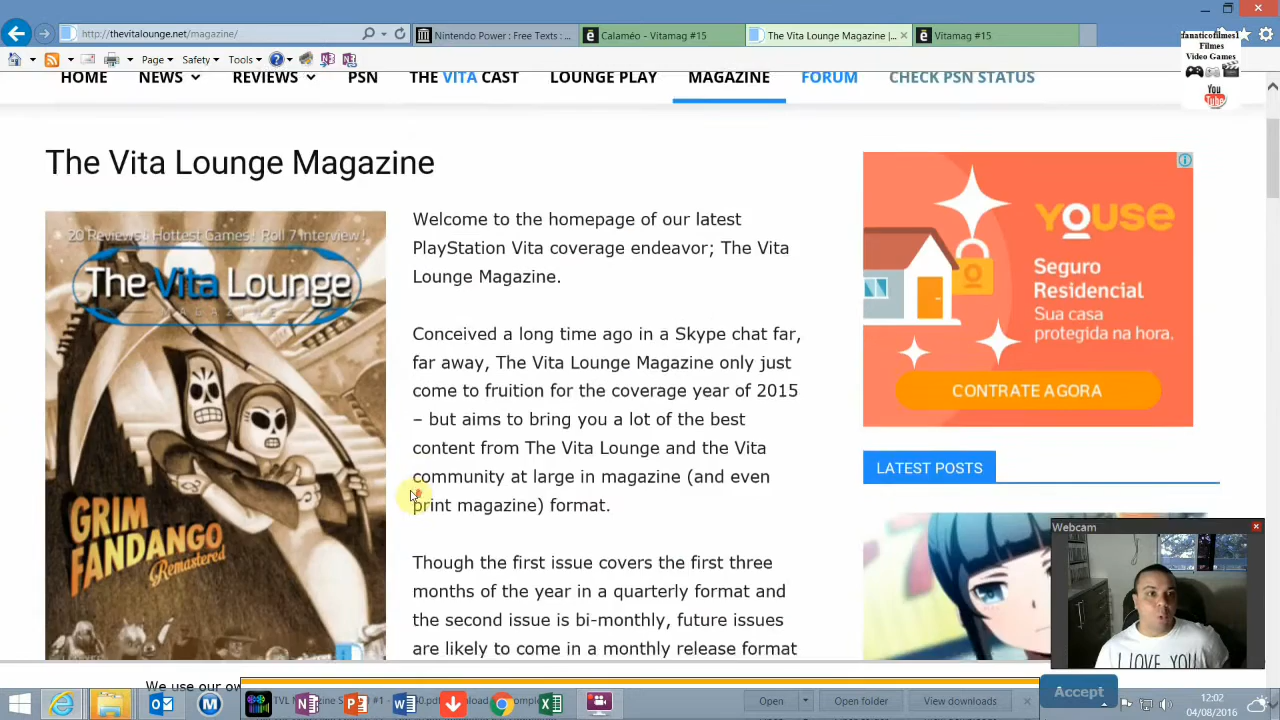 http://thevitalounge.net/magazine/
Nintendo Power : Free Texts : ...
Calaméo - Vitamag #15
The Vita Lounge Magazine |...
Vitamag #15
fanaticofilmes1
Filmes
Video Games
You
Tube
Page
Safety
Tools
HOME
NEWS
REVIEWS
PSN
THE VITA CAST
LOUNGE PLAY
MAGAZINE
FORUM
CHECK PSN STATUS
The Vita Lounge Magazine
20 Reviews! Hottest Games! Roll 7 Interview!
The Vita Lounge
MAGAZINE
GRIM
FANDANGO
Remastered
Welcome to the homepage of our latest
PlayStation Vita coverage endeavor; The Vita
Lounge Magazine.
Conceived a long time ago in a Skype chat far,
far away, The Vita Lounge Magazine only just
come to fruition for the coverage year of 2015
– but aims to bring you a lot of the best
content from The Vita Lounge and the Vita
community at large in magazine (and even
print magazine) format.
Though the first issue covers the first three
months of the year in a quarterly format and
the second issue is bi-monthly, future issues
are likely to come in a monthly release format
YOUSE
Seguro
Residencial
Sua casa
protegida na hora.
CONTRATE AGORA
LATEST POSTS
Webcam
I LOVE YOU
We use our ow
Accept
TVL M
Open
Open folder
View downloads
12:02
04/08/2016